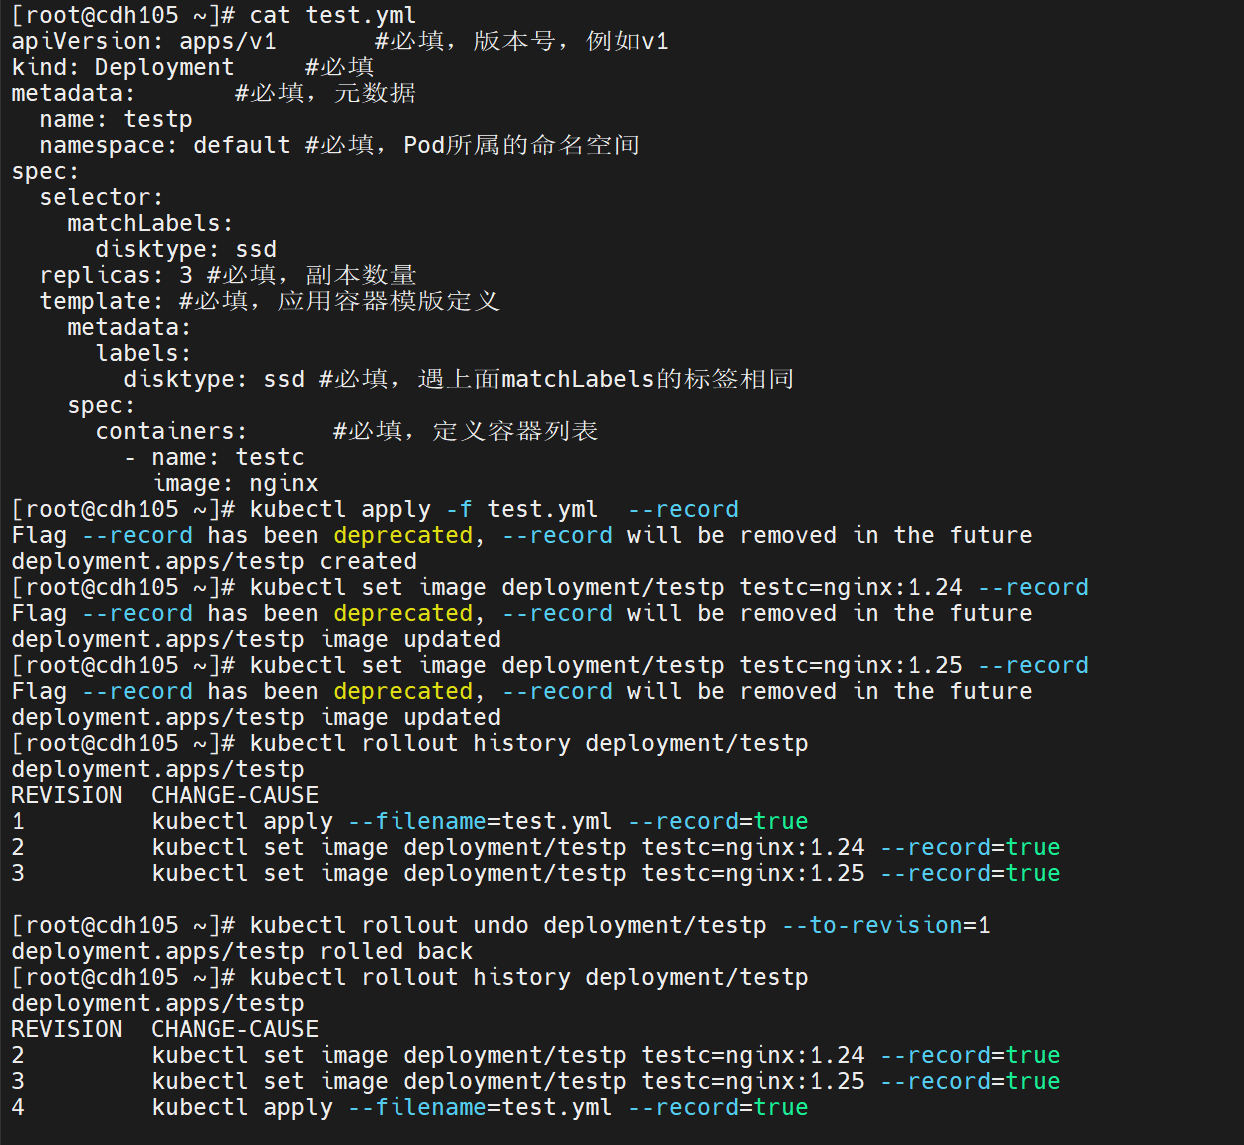 [root@cdh105 ~]# cat test.yml
apiVersion: apps/v1       #必填，版本号，例如v1
kind: Deployment     #必填
metadata:       #必填，元数据
  name: testp
  namespace: default #必填，Pod所属的命名空间
spec:
  selector:
    matchLabels:
      disktype: ssd
  replicas: 3 #必填，副本数量
  template: #必填，应用容器模版定义
    metadata:
      labels:
        disktype: ssd #必填，遇上面matchLabels的标签相同
    spec:
      containers:      #必填，定义容器列表
        - name: testc
          image: nginx
[root@cdh105 ~]# kubectl apply -f test.yml  --record
Flag --record has been deprecated, --record will be removed in the future
deployment.apps/testp created
[root@cdh105 ~]# kubectl set image deployment/testp testc=nginx:1.24 --record
Flag --record has been deprecated, --record will be removed in the future
deployment.apps/testp image updated
[root@cdh105 ~]# kubectl set image deployment/testp testc=nginx:1.25 --record
Flag --record has been deprecated, --record will be removed in the future
deployment.apps/testp image updated
[root@cdh105 ~]# kubectl rollout history deployment/testp
deployment.apps/testp
REVISION  CHANGE-CAUSE
1         kubectl apply --filename=test.yml --record=true
2         kubectl set image deployment/testp testc=nginx:1.24 --record=true
3         kubectl set image deployment/testp testc=nginx:1.25 --record=true

[root@cdh105 ~]# kubectl rollout undo deployment/testp --to-revision=1
deployment.apps/testp rolled back
[root@cdh105 ~]# kubectl rollout history deployment/testp
deployment.apps/testp
REVISION  CHANGE-CAUSE
2         kubectl set image deployment/testp testc=nginx:1.24 --record=true
3         kubectl set image deployment/testp testc=nginx:1.25 --record=true
4         kubectl apply --filename=test.yml --record=true